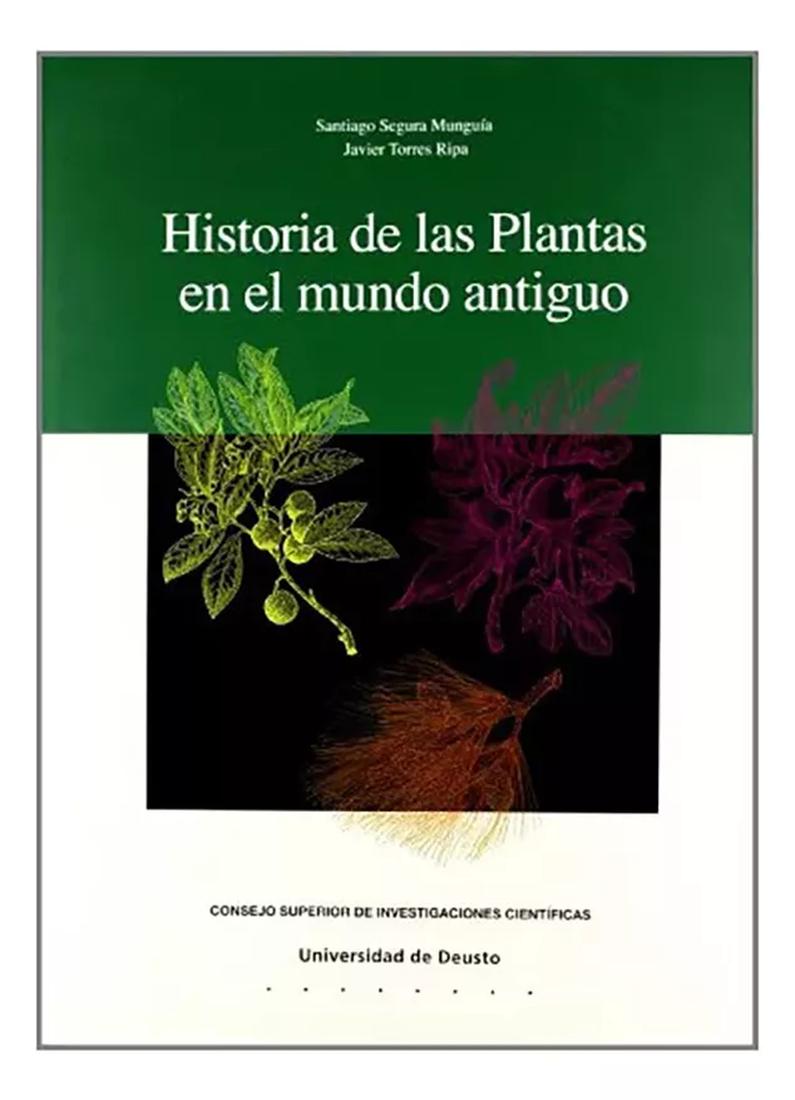 Santiago Segura Munguía
Javier Torres Ripa
Historia de las Plantas
en el mundo antiguo
CONSEJO SUPERIOR DE INVESTIGACIONES CIENTÍFICAS
Universidad de Deusto